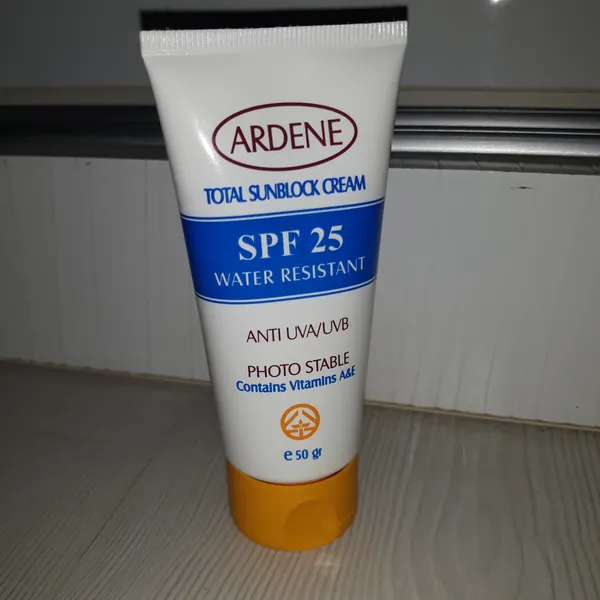 ARDENE
TOTAL SUNBLOCK CREAM
SPF 25
WATER RESISTANT
ANTI UVA/UVB
PHOTO STABLE
Contains Vitamins A&E
e 50 gr